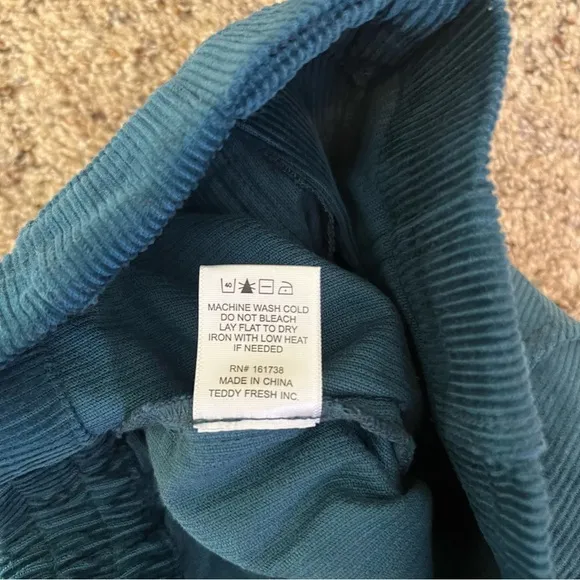 40
MACHINE WASH COLD
DO NOT BLEACH
LAY FLAT TO DRY
IRON WITH LOW HEAT
IF NEEDED
RN# 161738
MADE IN CHINA
TEDDY FRESH INC.